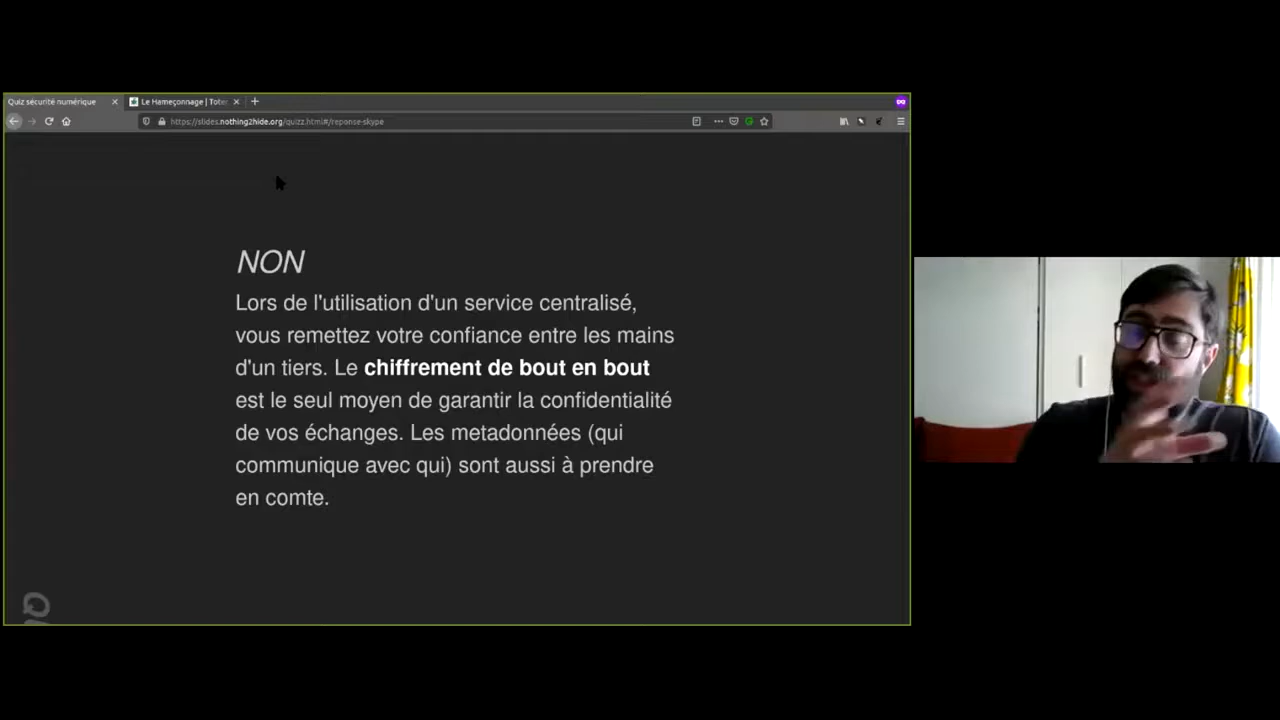 Quiz sécurité numérique
Le Hameçonnage | Tote
https://slides.nothing2hide.org/quizz.html#/reponse-skype
NON
Lors de l'utilisation d'un service centralisé,
vous remettez votre confiance entre les mains
d'un tiers. Le chiffrement de bout en bout
est le seul moyen de garantir la confidentialité
de vos échanges. Les metadonnées (qui
communique avec qui) sont aussi à prendre
en comte.